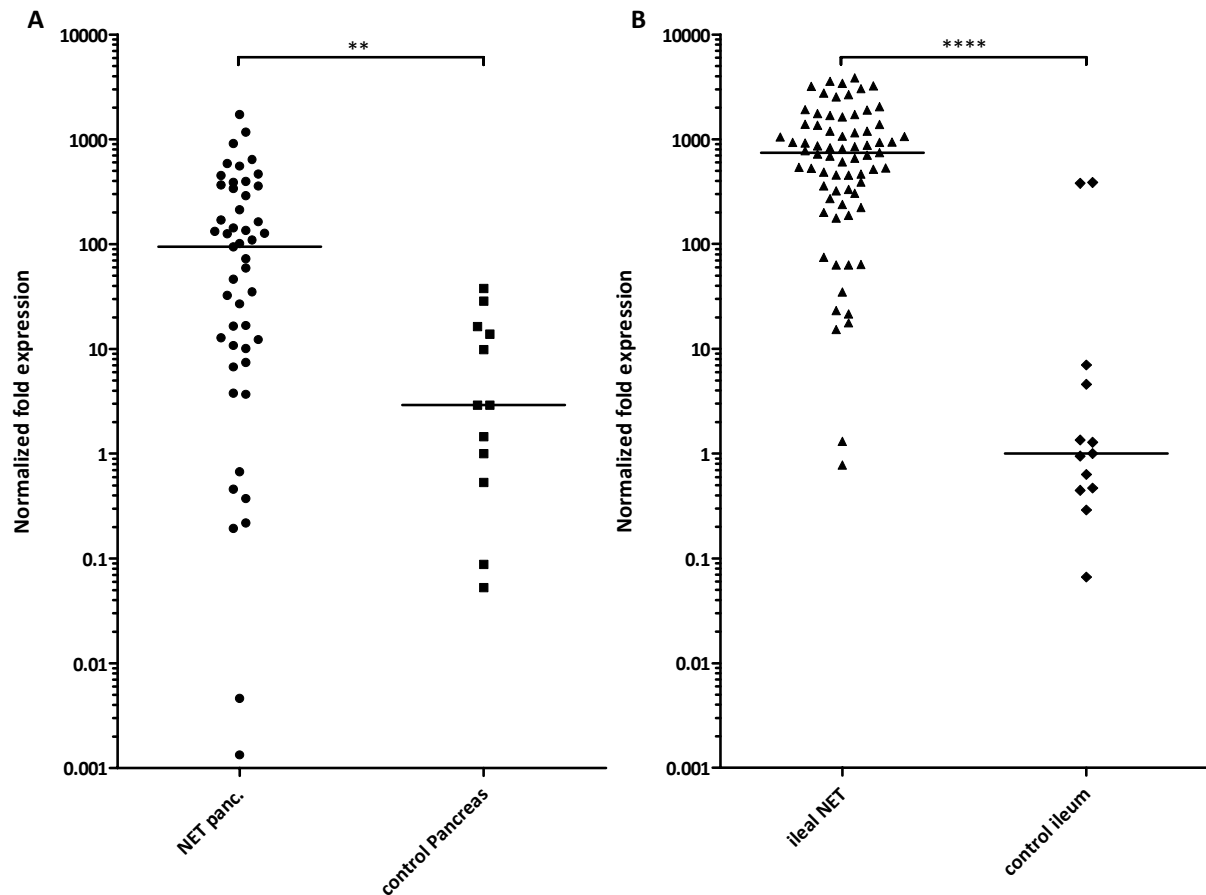 A
Normalized fold expression
10000
1000
100
10
1
0.1
0.01
0.001
**
NET panc.
control Pancreas
B
Normalized fold expression
10000
1000
100
10
1
0.1
0.01
0.001
****
ileal NET
control ileum